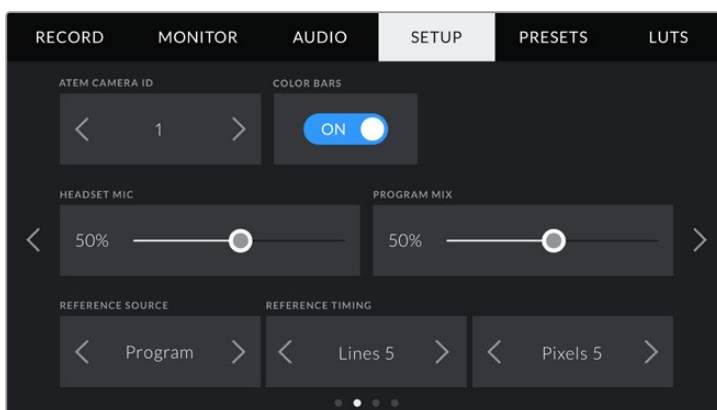 RECORD MONITOR AUDIO SETUP PRESETS LUTS
ATEM CAMERA ID COLOR BARS
1 ON
HEADSET MIC PROGRAM MIX
50% 50%
REFERENCE SOURCE REFERENCE TIMING
Program Lines 5 Pixels 5